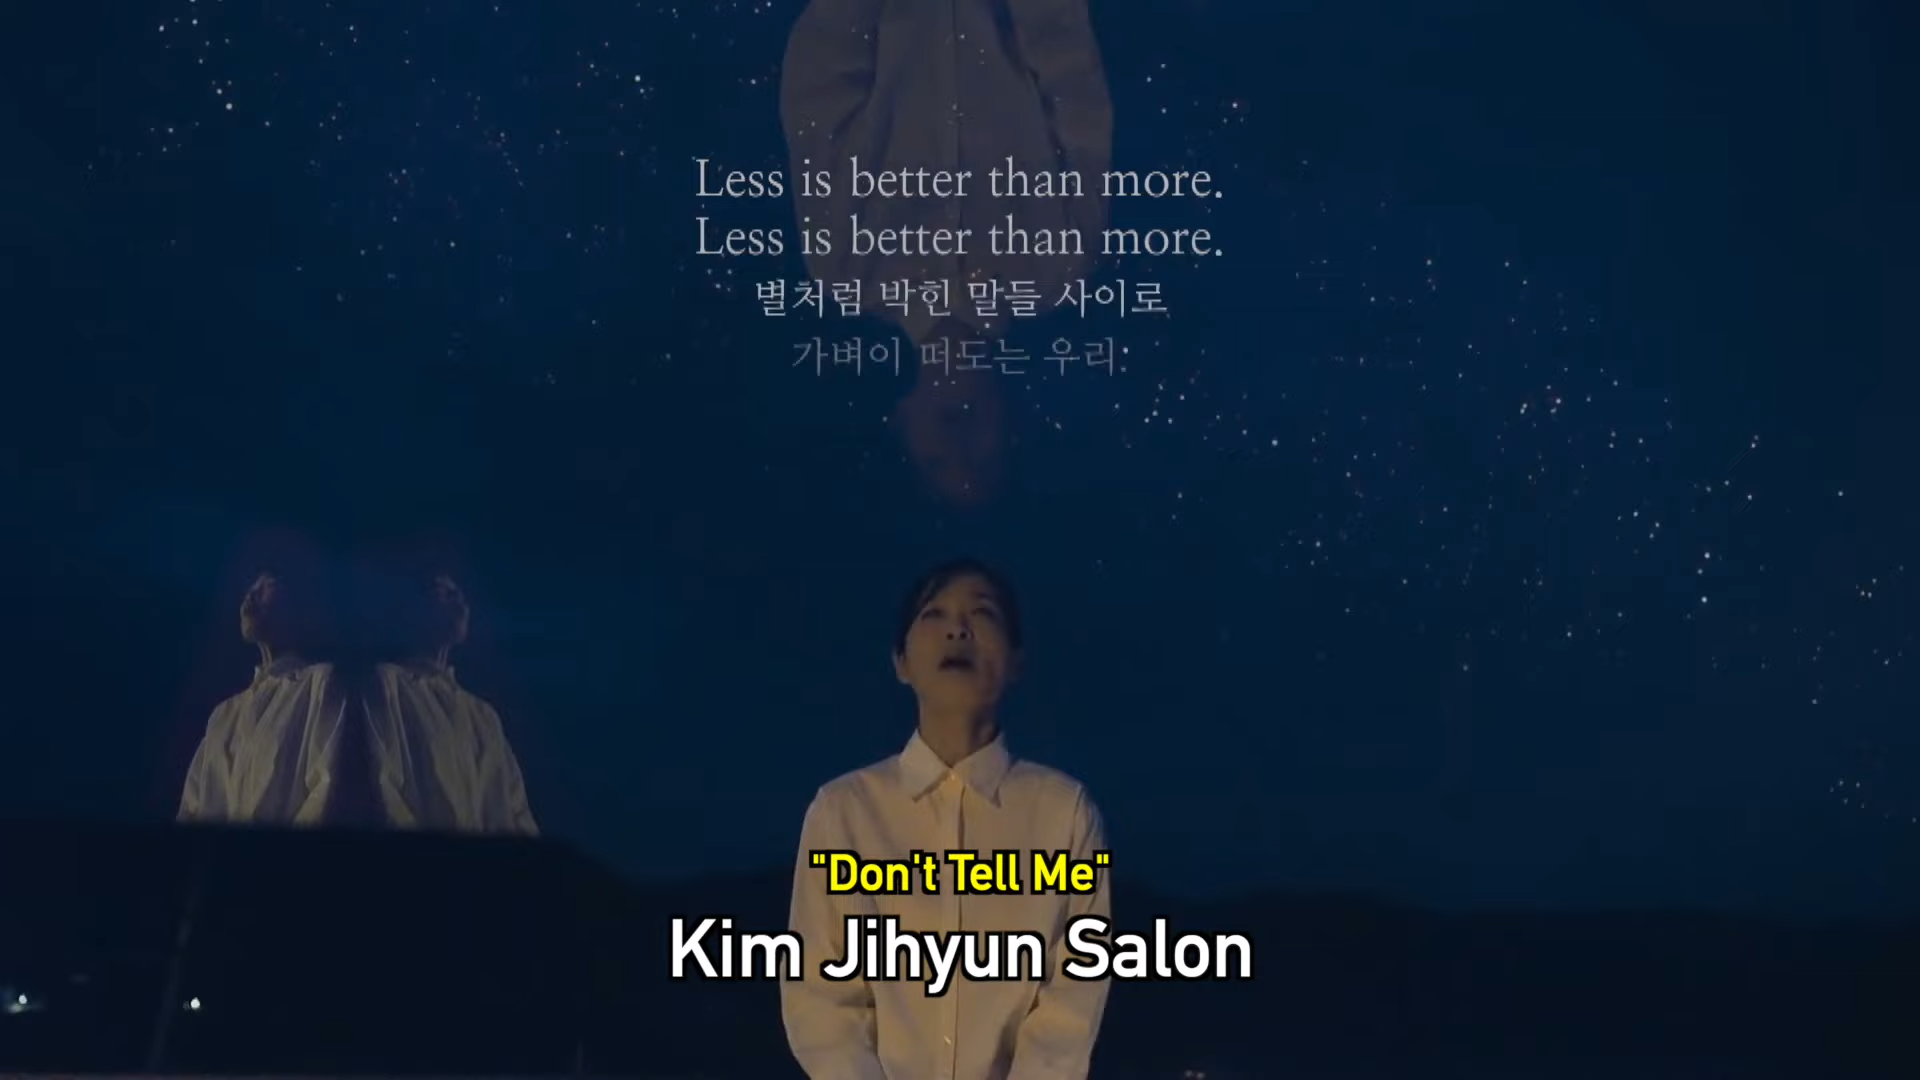 Less is better than more.
Less is better than more.
별처럼 박힌 말들 사이로
가벼이 떠도는 우리.
"Don't Tell Me"
Kim Jihyun Salon